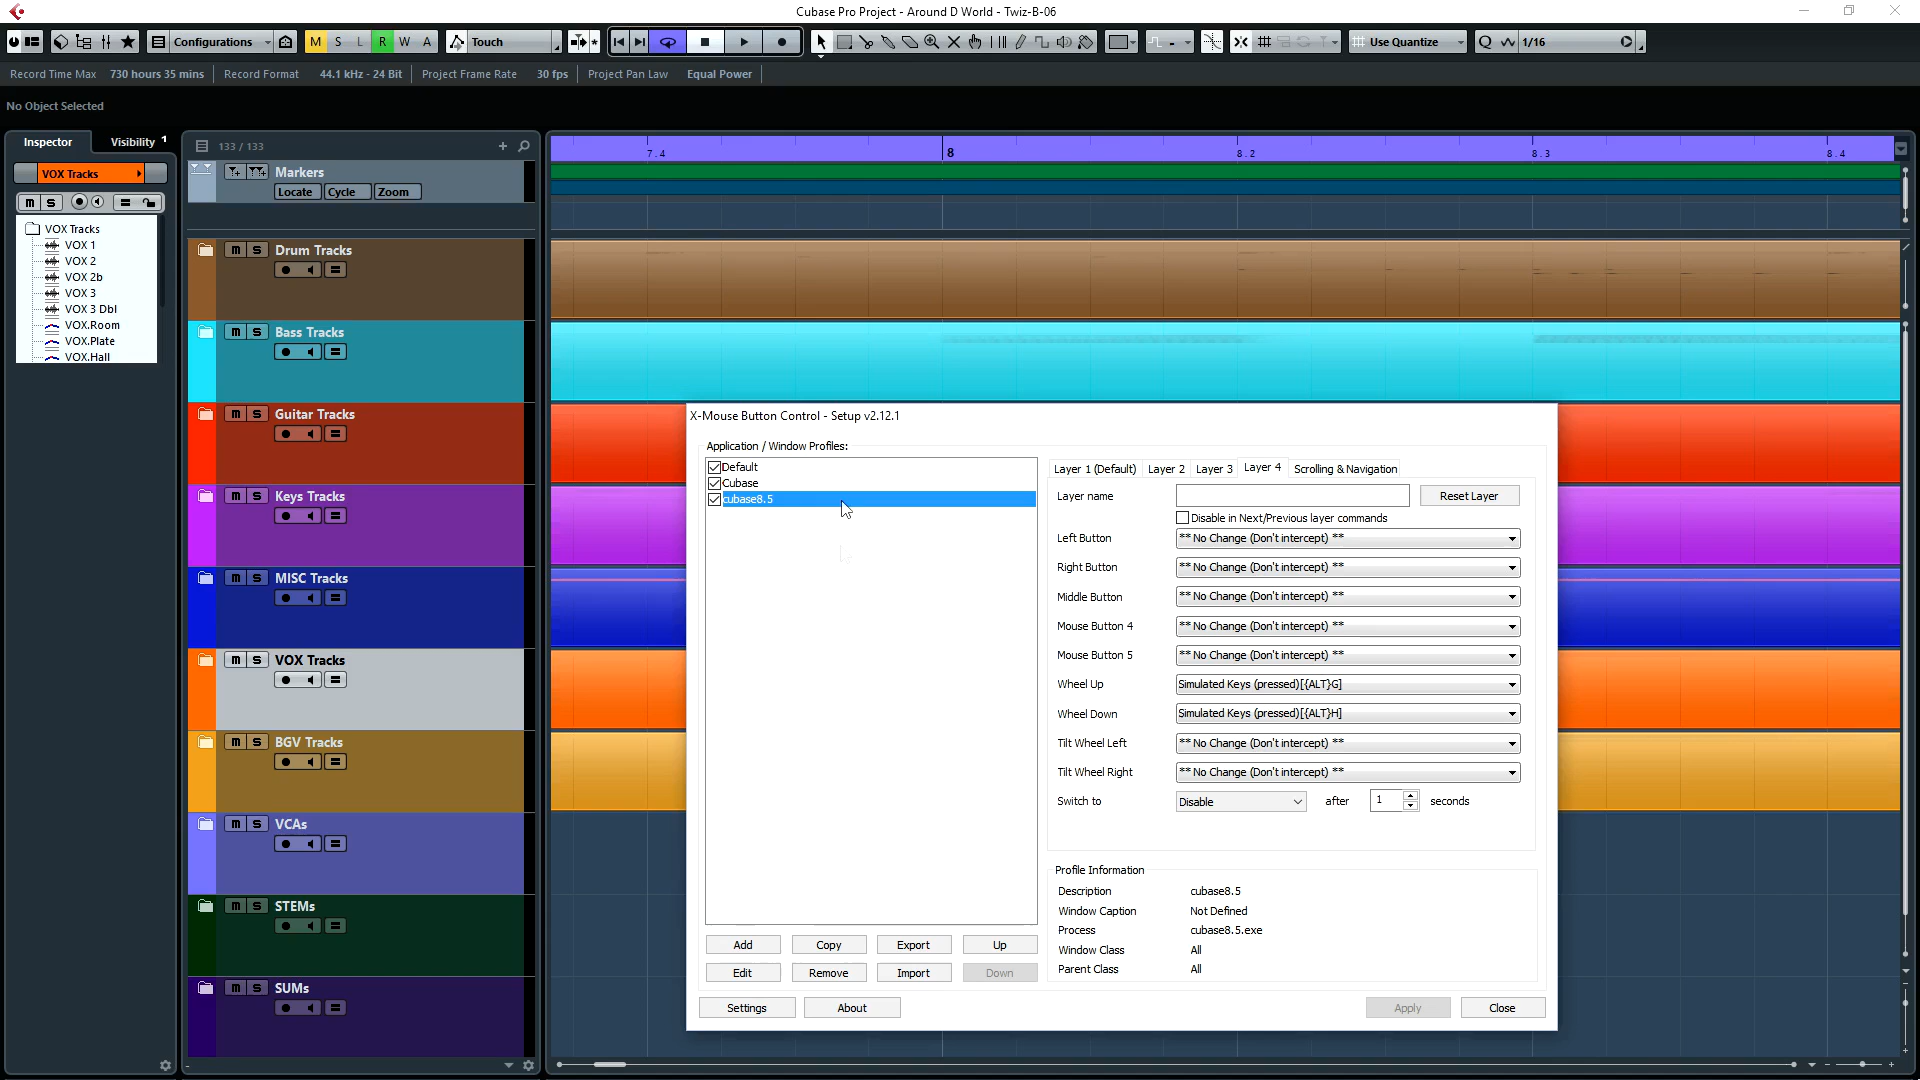 Cubase Pro Project - Around D World - Twiz-B-06
Configurations
M S L R W A
Touch
Use Quantize
Q 1/16
Record Time Max 730 hours 35 mins Record Format 44.1 kHz - 24 Bit Project Frame Rate 30 fps Project Pan Law Equal Power
No Object Selected
Inspector Visibility 1
VOX Tracks
m S
VOX Tracks
VOX 1
VOX 2
VOX 2b
VOX 3
VOX 3 Dbl
VOX.Room
VOX.Plate
VOX.Hall
133 / 133
Markers
Locate Cycle Zoom
m S Drum Tracks
m S Bass Tracks
m S Guitar Tracks
m S Keys Tracks
m S MISC Tracks
m S VOX Tracks
m S BGV Tracks
m S VCAs
m S STEMs
m S SUMs
7.4 8 8.2 8.3 8.4
X-Mouse Button Control - Setup v2.12.1
Application / Window Profiles:
Default
Cubase
cubase8.5
Add Copy Export Up
Edit Remove Import Down
Settings About
Layer 1 (Default) Layer 2 Layer 3 Layer 4 Scrolling & Navigation
Layer name Reset Layer
Disable in Next/Previous layer commands
Left Button ** No Change (Don't intercept) **
Right Button ** No Change (Don't intercept) **
Middle Button ** No Change (Don't intercept) **
Mouse Button 4 ** No Change (Don't intercept) **
Mouse Button 5 ** No Change (Don't intercept) **
Wheel Up Simulated Keys (pressed)[{ALT}G]
Wheel Down Simulated Keys (pressed)[{ALT}H]
Tilt Wheel Left ** No Change (Don't intercept) **
Tilt Wheel Right ** No Change (Don't intercept) **
Switch to Disable after 1 seconds
Profile Information
Description cubase8.5
Window Caption Not Defined
Process cubase8.5.exe
Window Class All
Parent Class All
Apply Close